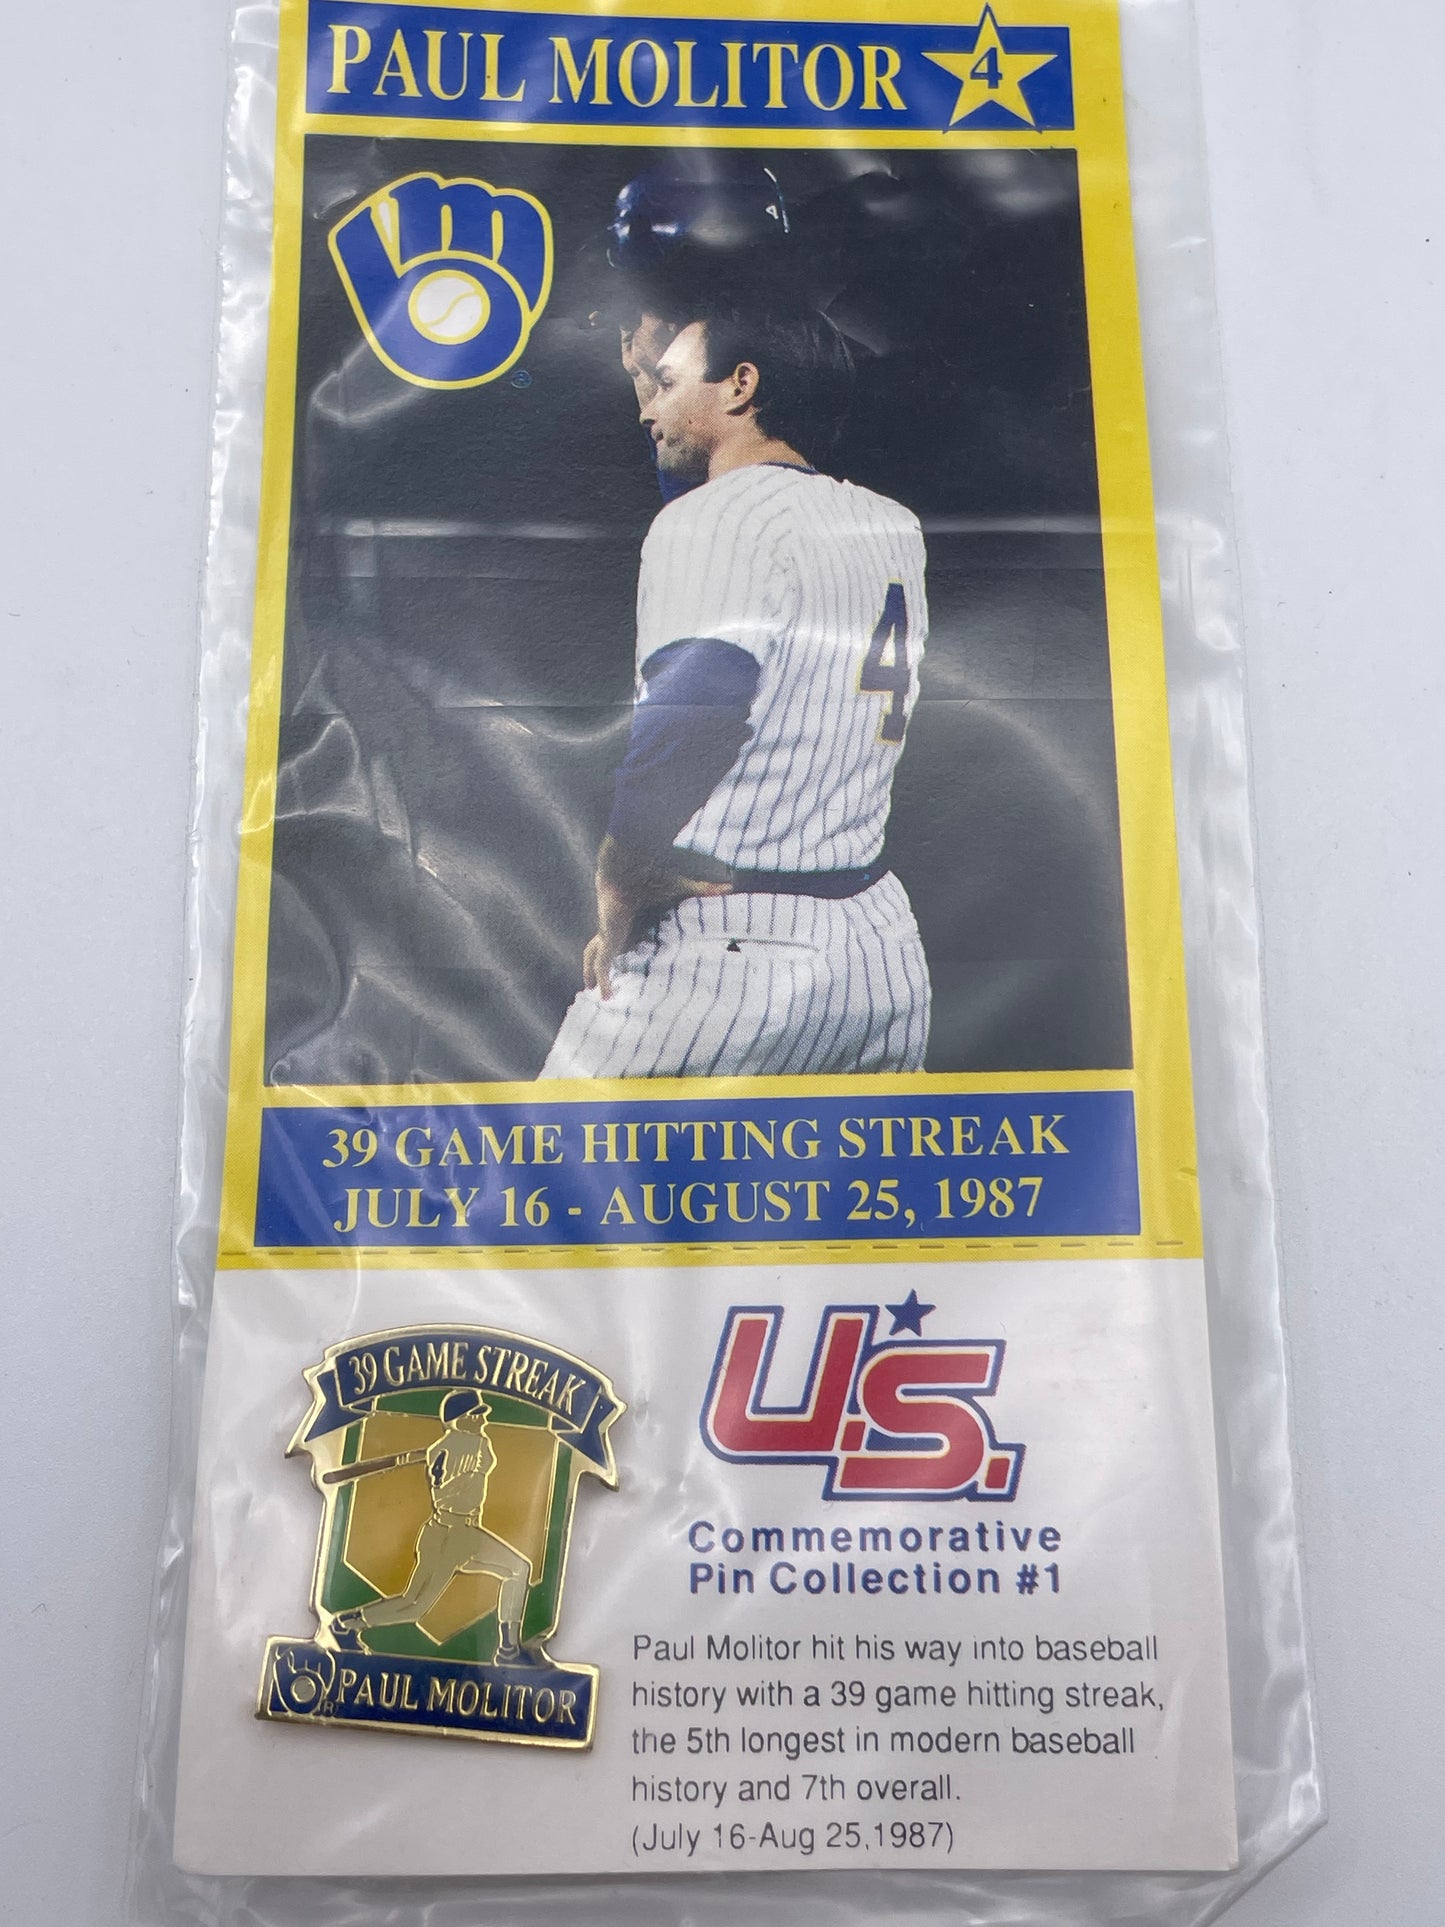 PAUL MOLITOR 4
4
4
39 GAME HITTING STREAK
JULY 16 - AUGUST 25, 1987
39 GAME STREAK
4
PAUL MOLITOR
U.S.
Commemorative
Pin Collection #1
Paul Molitor hit his way into baseball
history with a 39 game hitting streak,
the 5th longest in modern baseball
history and 7th overall.
(July 16-Aug 25,1987)